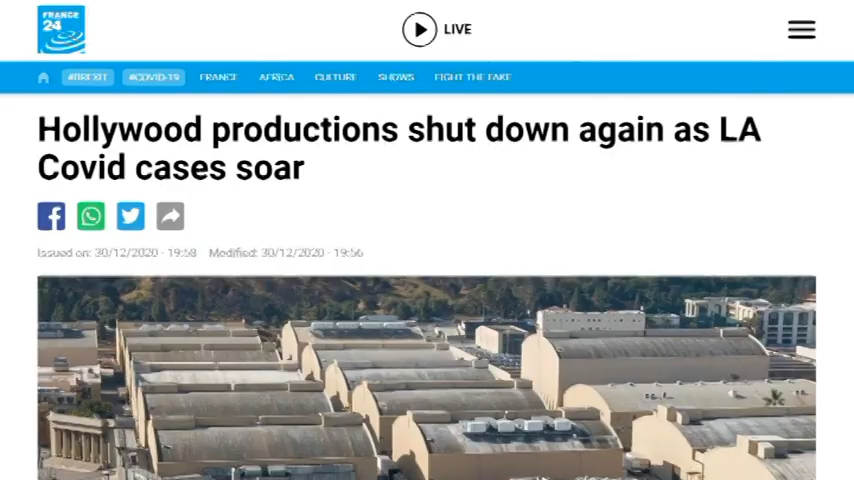 FRANCE
24
LIVE
#BREXIT #COVID-19 FRANCE AFRICA CULTURE SHOWS FIGHT THE FAKE
Hollywood productions shut down again as LA
Covid cases soar
Issued on: 30/12/2020 - 19:58 Modified: 30/12/2020 - 19:56